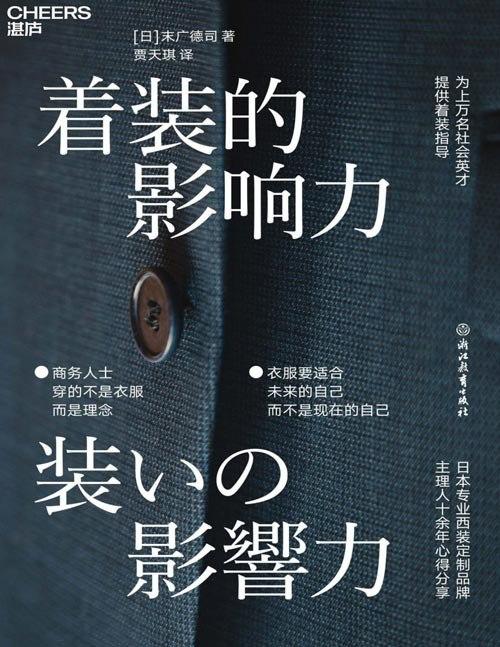 CHEERS
湛庐
[日]末广德司 著
贾天琪 译
着装的
影响力
为上万名社会英才
提供着装指导
浙江教育出版社
商务人士
穿的不是衣服
而是理念
衣服要适合
未来的自己
而不是现在的自己
装いの
影響力
日本专业西装定制品牌
主理人十余年心得分享